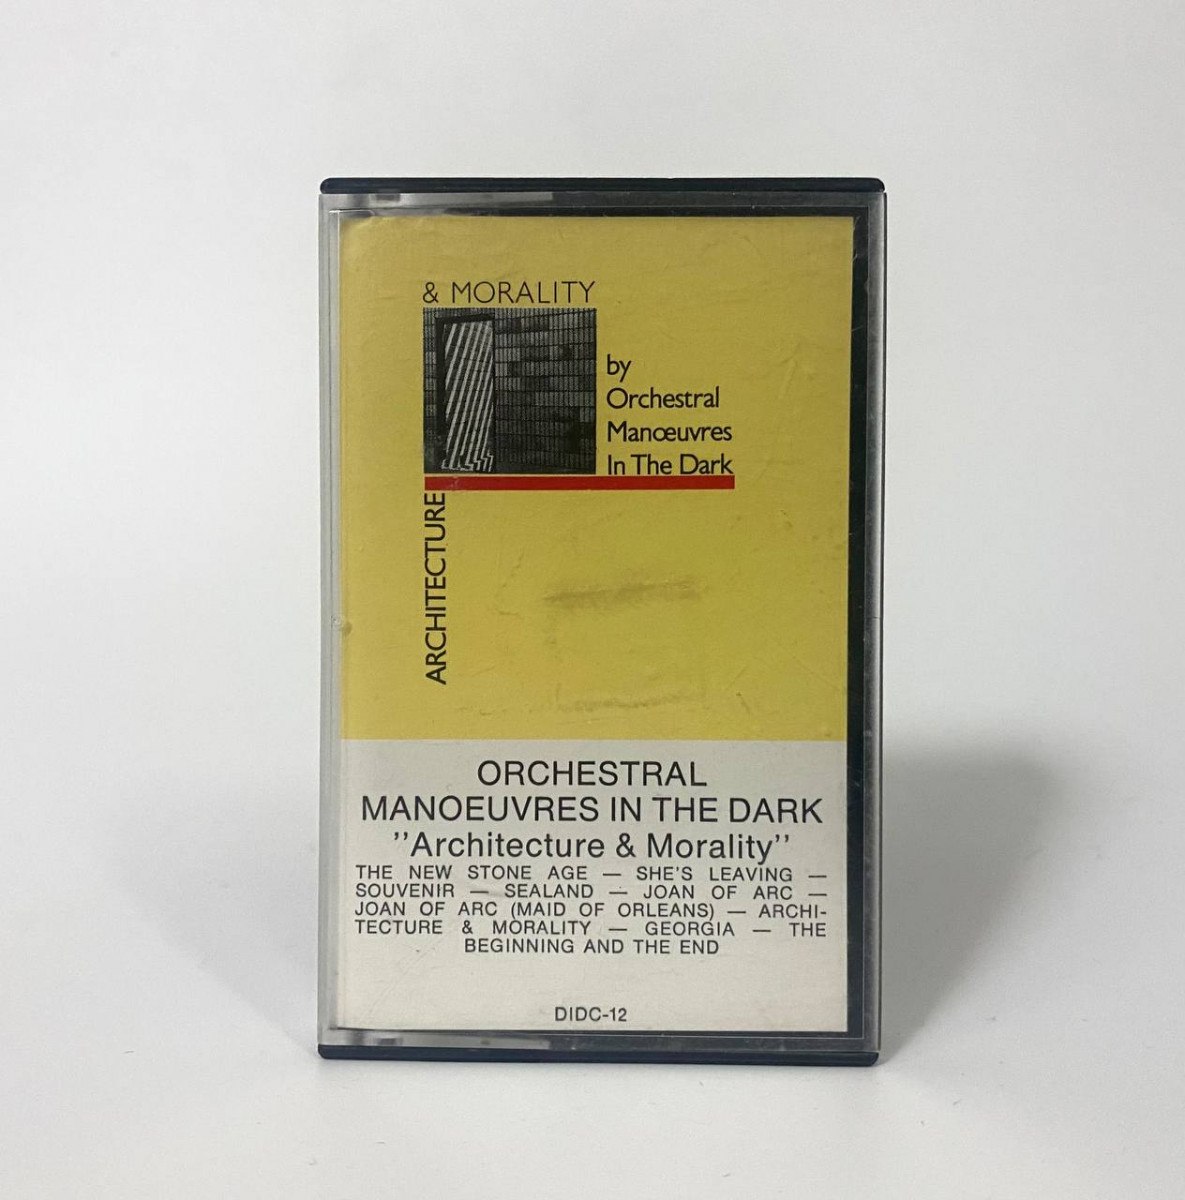 & MORALITY
by
Orchestral
Manœuvres
In The Dark
ARCHITECTURE
ORCHESTRAL
MANOEUVRES IN THE DARK
''Architecture & Morality''
THE NEW STONE AGE — SHE'S LEAVING —
SOUVENIR — SEALAND — JOAN OF ARC —
JOAN OF ARC (MAID OF ORLEANS) — ARCHI-
TECTURE & MORALITY — GEORGIA — THE
BEGINNING AND THE END
DIDC-12